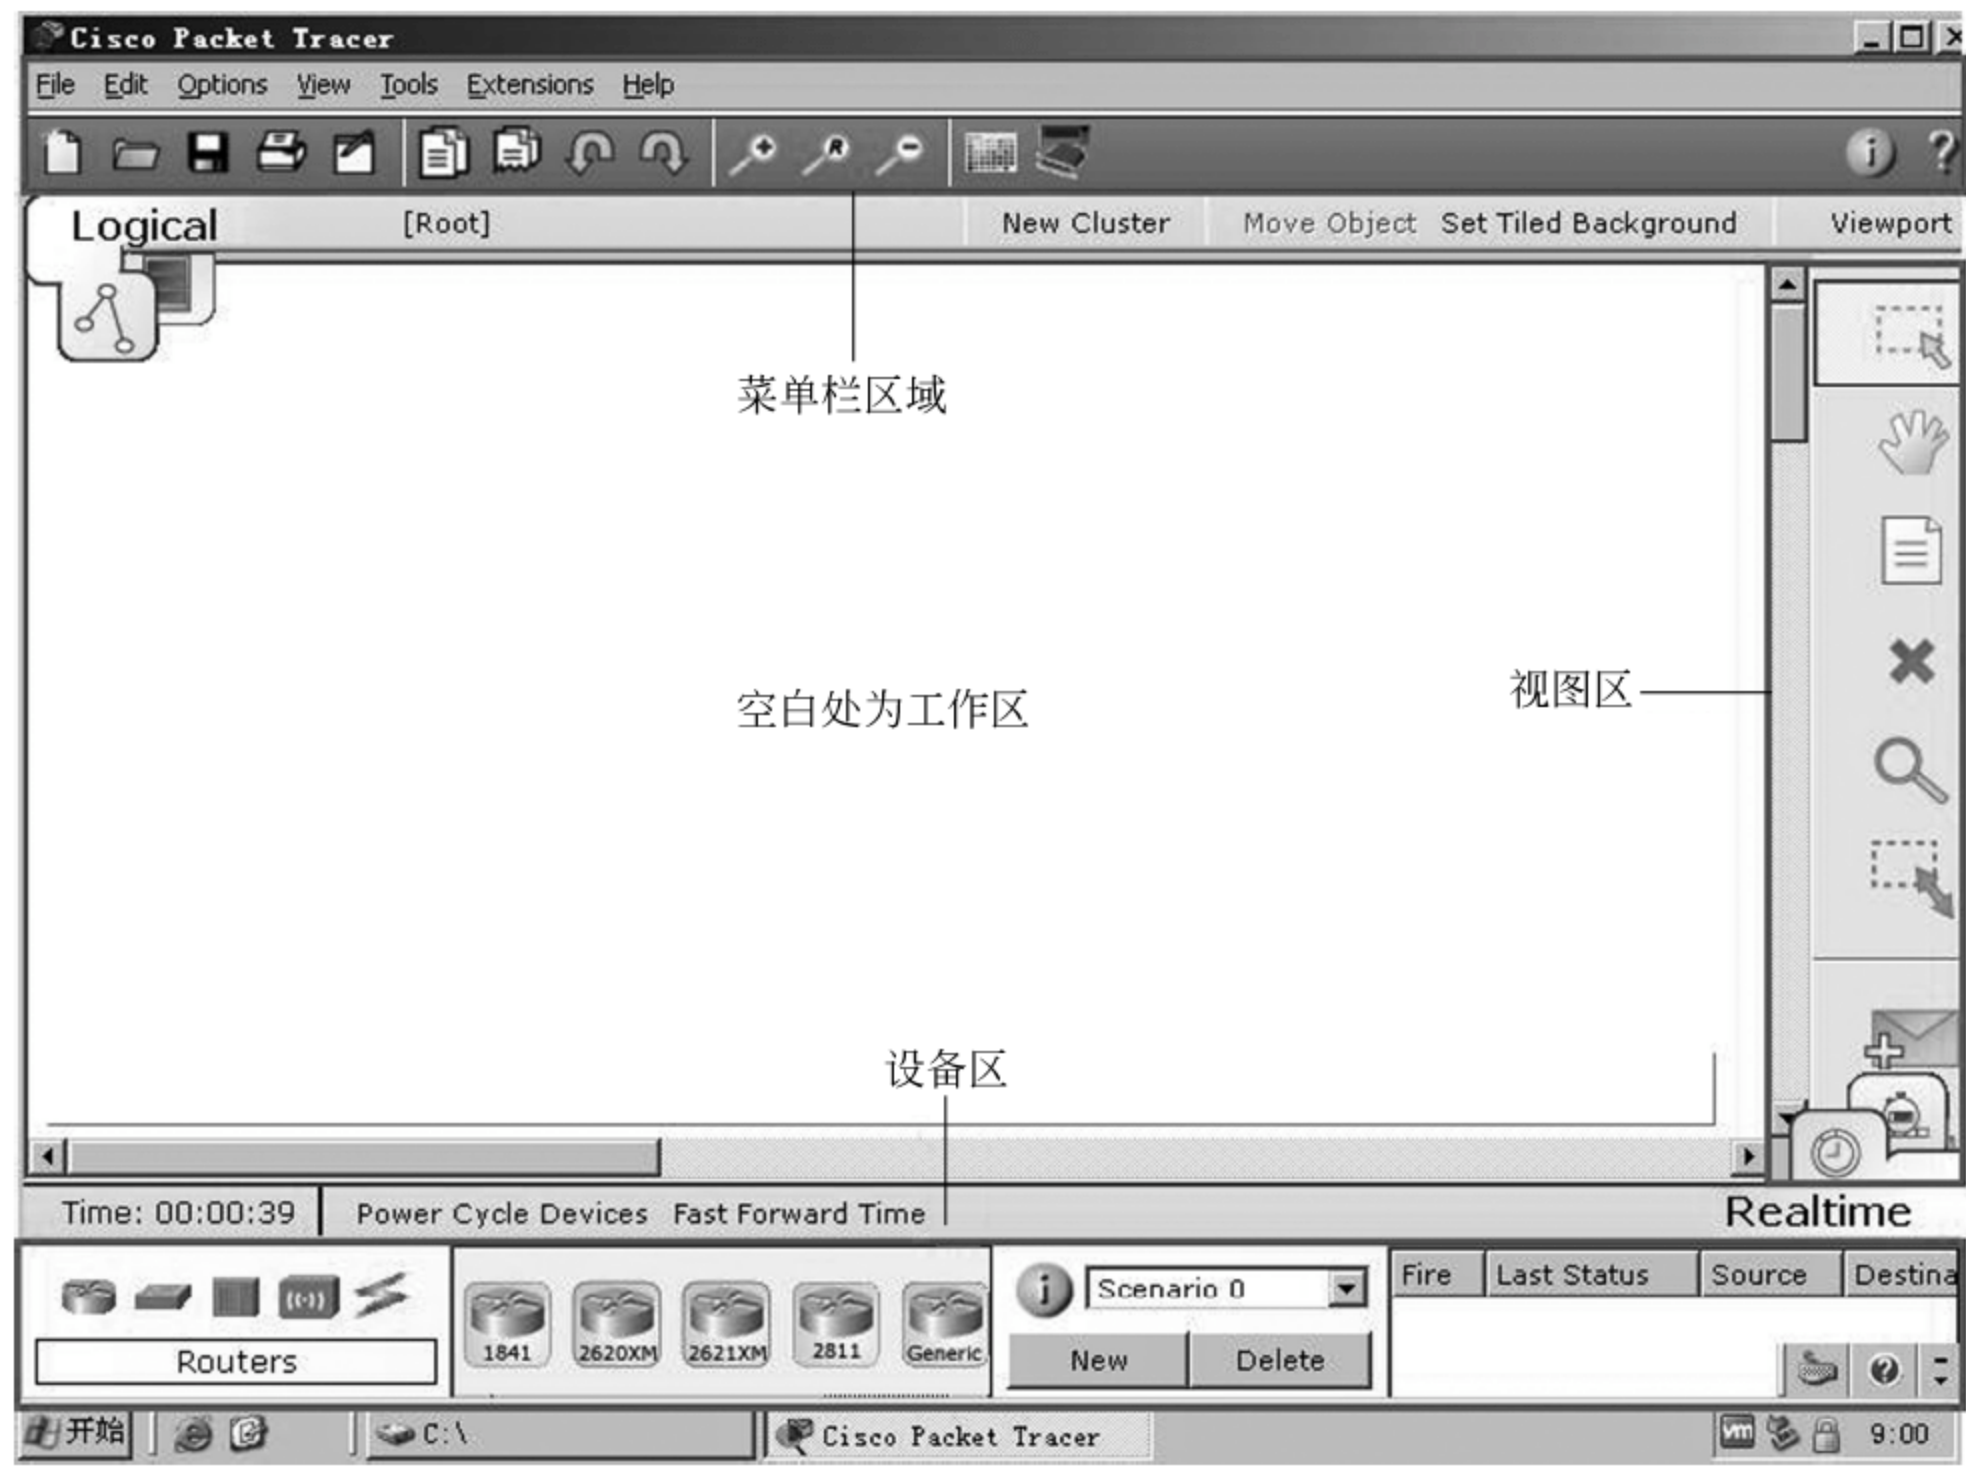 Cisco Packet Tracer
File Edit Options View Tools Extensions Help
Logical [Root] New Cluster Move Object Set Tiled Background Viewport
菜单栏区域
视图区
空白处为工作区
设备区
Time: 00:00:39 Power Cycle Devices Fast Forward Time Realtime
Scenario 0
Fire Last Status Source Destina
1841 2620XM 2621XM 2811 Generic
Routers
New Delete
开始 C:\ Cisco Packet Tracer vm 9:00